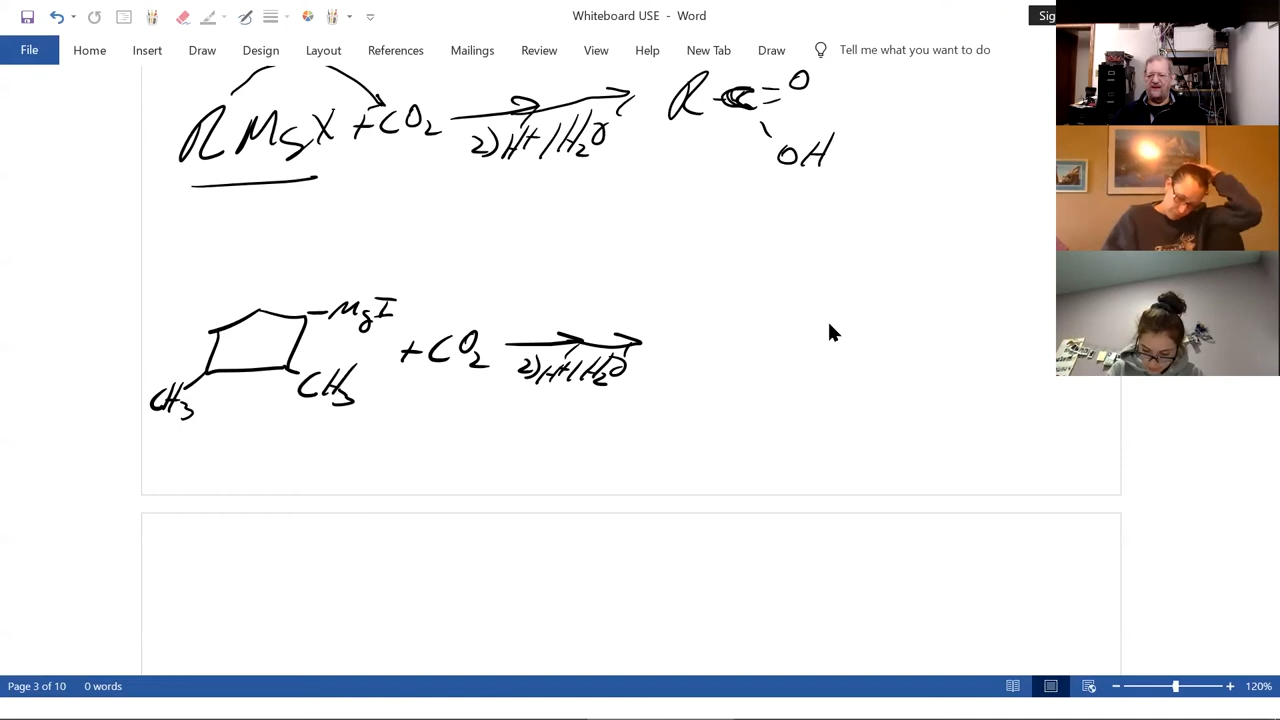 Whiteboard USE - Word
Sig
File Home Insert Draw Design Layout References Mailings Review View Help New Tab Draw Tell me what you want to do
RMgX + CO2 2) H+/H2O R-C=O
OH
-MgI
+ CO2 2) H+/H2O
CH3 CH3
Page 3 of 10 0 words 120%